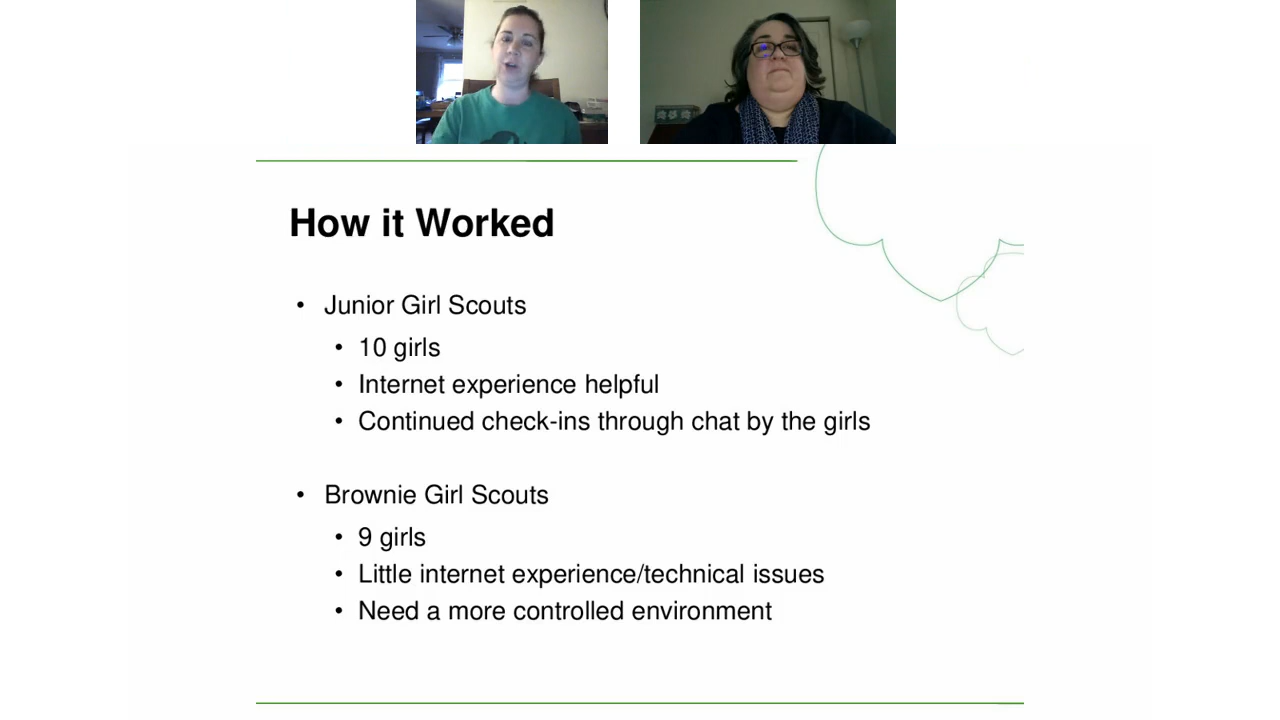 How it Worked
• Junior Girl Scouts
• 10 girls
• Internet experience helpful
• Continued check-ins through chat by the girls
• Brownie Girl Scouts
• 9 girls
• Little internet experience/technical issues
• Need a more controlled environment